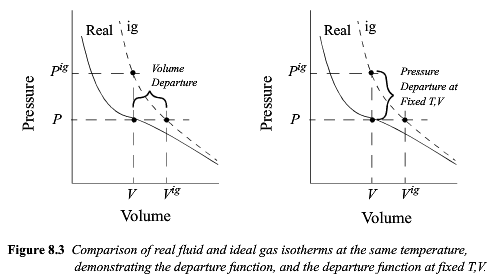 Real
ig
P^ig
Volume
Departure
P
Pressure
V
V^ig
Volume
Real
ig
P^ig
Pressure
Departure at
Fixed T,V
P
Pressure
V
V^ig
Volume
Figure 8.3 Comparison of real fluid and ideal gas isotherms at the same temperature,
demonstrating the departure function, and the departure function at fixed T,V.